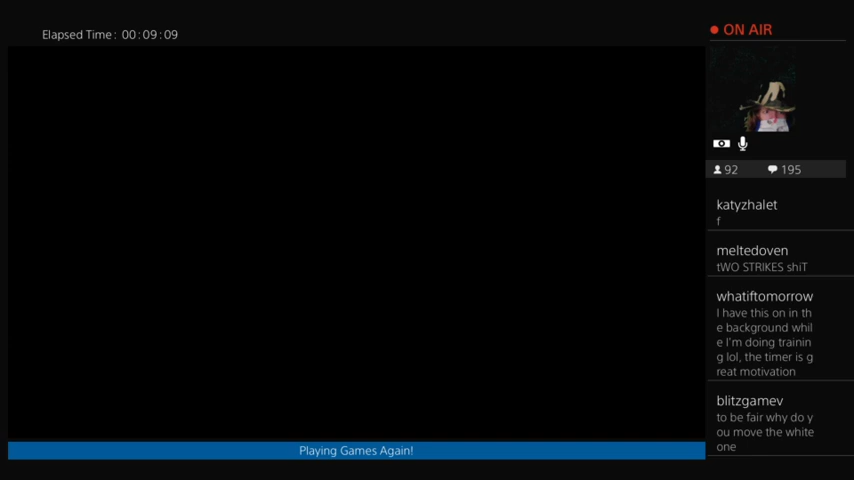 Elapsed Time: 00:09:09
ON AIR
92 195
katyzhalet
f
meltedoven
tWO STRIKES shiT
whatiftomorrow
I have this on in th
e background whil
e I'm doing trainin
g lol, the timer is g
reat motivation
blitzgamev
to be fair why do y
ou move the white
one
Playing Games Again!